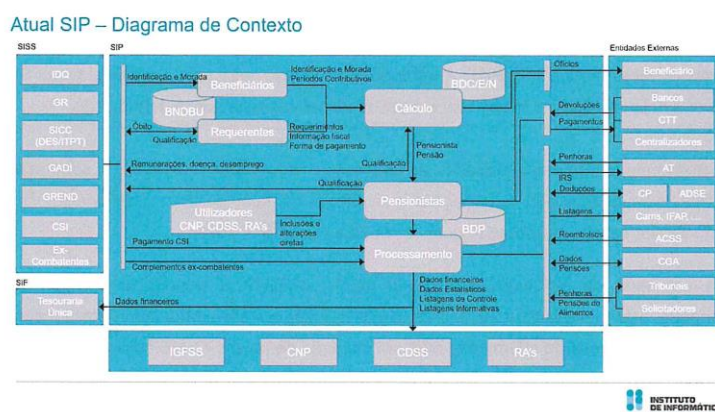 Atual SIP – Diagrama de Contexto
SISS
SIP
Entidades Externas
IDQ
GR
SICC
(DES/ITPT)
GADI
GREND
CSI
Ex-
Combatentes
SIF
Tesouraria
Única
Identificação e Morada
Beneficiários
Identificação e Morada
Períodos Contributivos
BNDBU
Óbito
Qualificação
Requerentes
Requerimentos
Informação fiscal
Forma de pagamento
Cálculo
BDC/E/N
Remunerações, doença, desemprego
Qualificação
Pensionista
Pensão
Qualificação
Utilizadores
CNP, CDSS, RA's
Inclusões e
alterações
diretas
Pensionistas
BDP
Processamento
Pagamento CSI
Complementos ex-combatentes
Dados financeiros
Dados financeiros
Dados Estatísticos
Listagens de Controle
Listagens Informativas
Ofícios
Devoluções
Pagamentos
Penhoras
IRS
Deduções
Listagens
Reembolsos
Dados
Pensões
Penhoras
Pensões de
Alimentos
Beneficiário
Bancos
CTT
Centralizadores
AT
CP
ADSE
Carris, IFAP, ...
ACSS
CGA
Tribunais
Solicitadores
IGFSS
CNP
CDSS
RA's
INSTITUTO
DE INFORMÁTIC